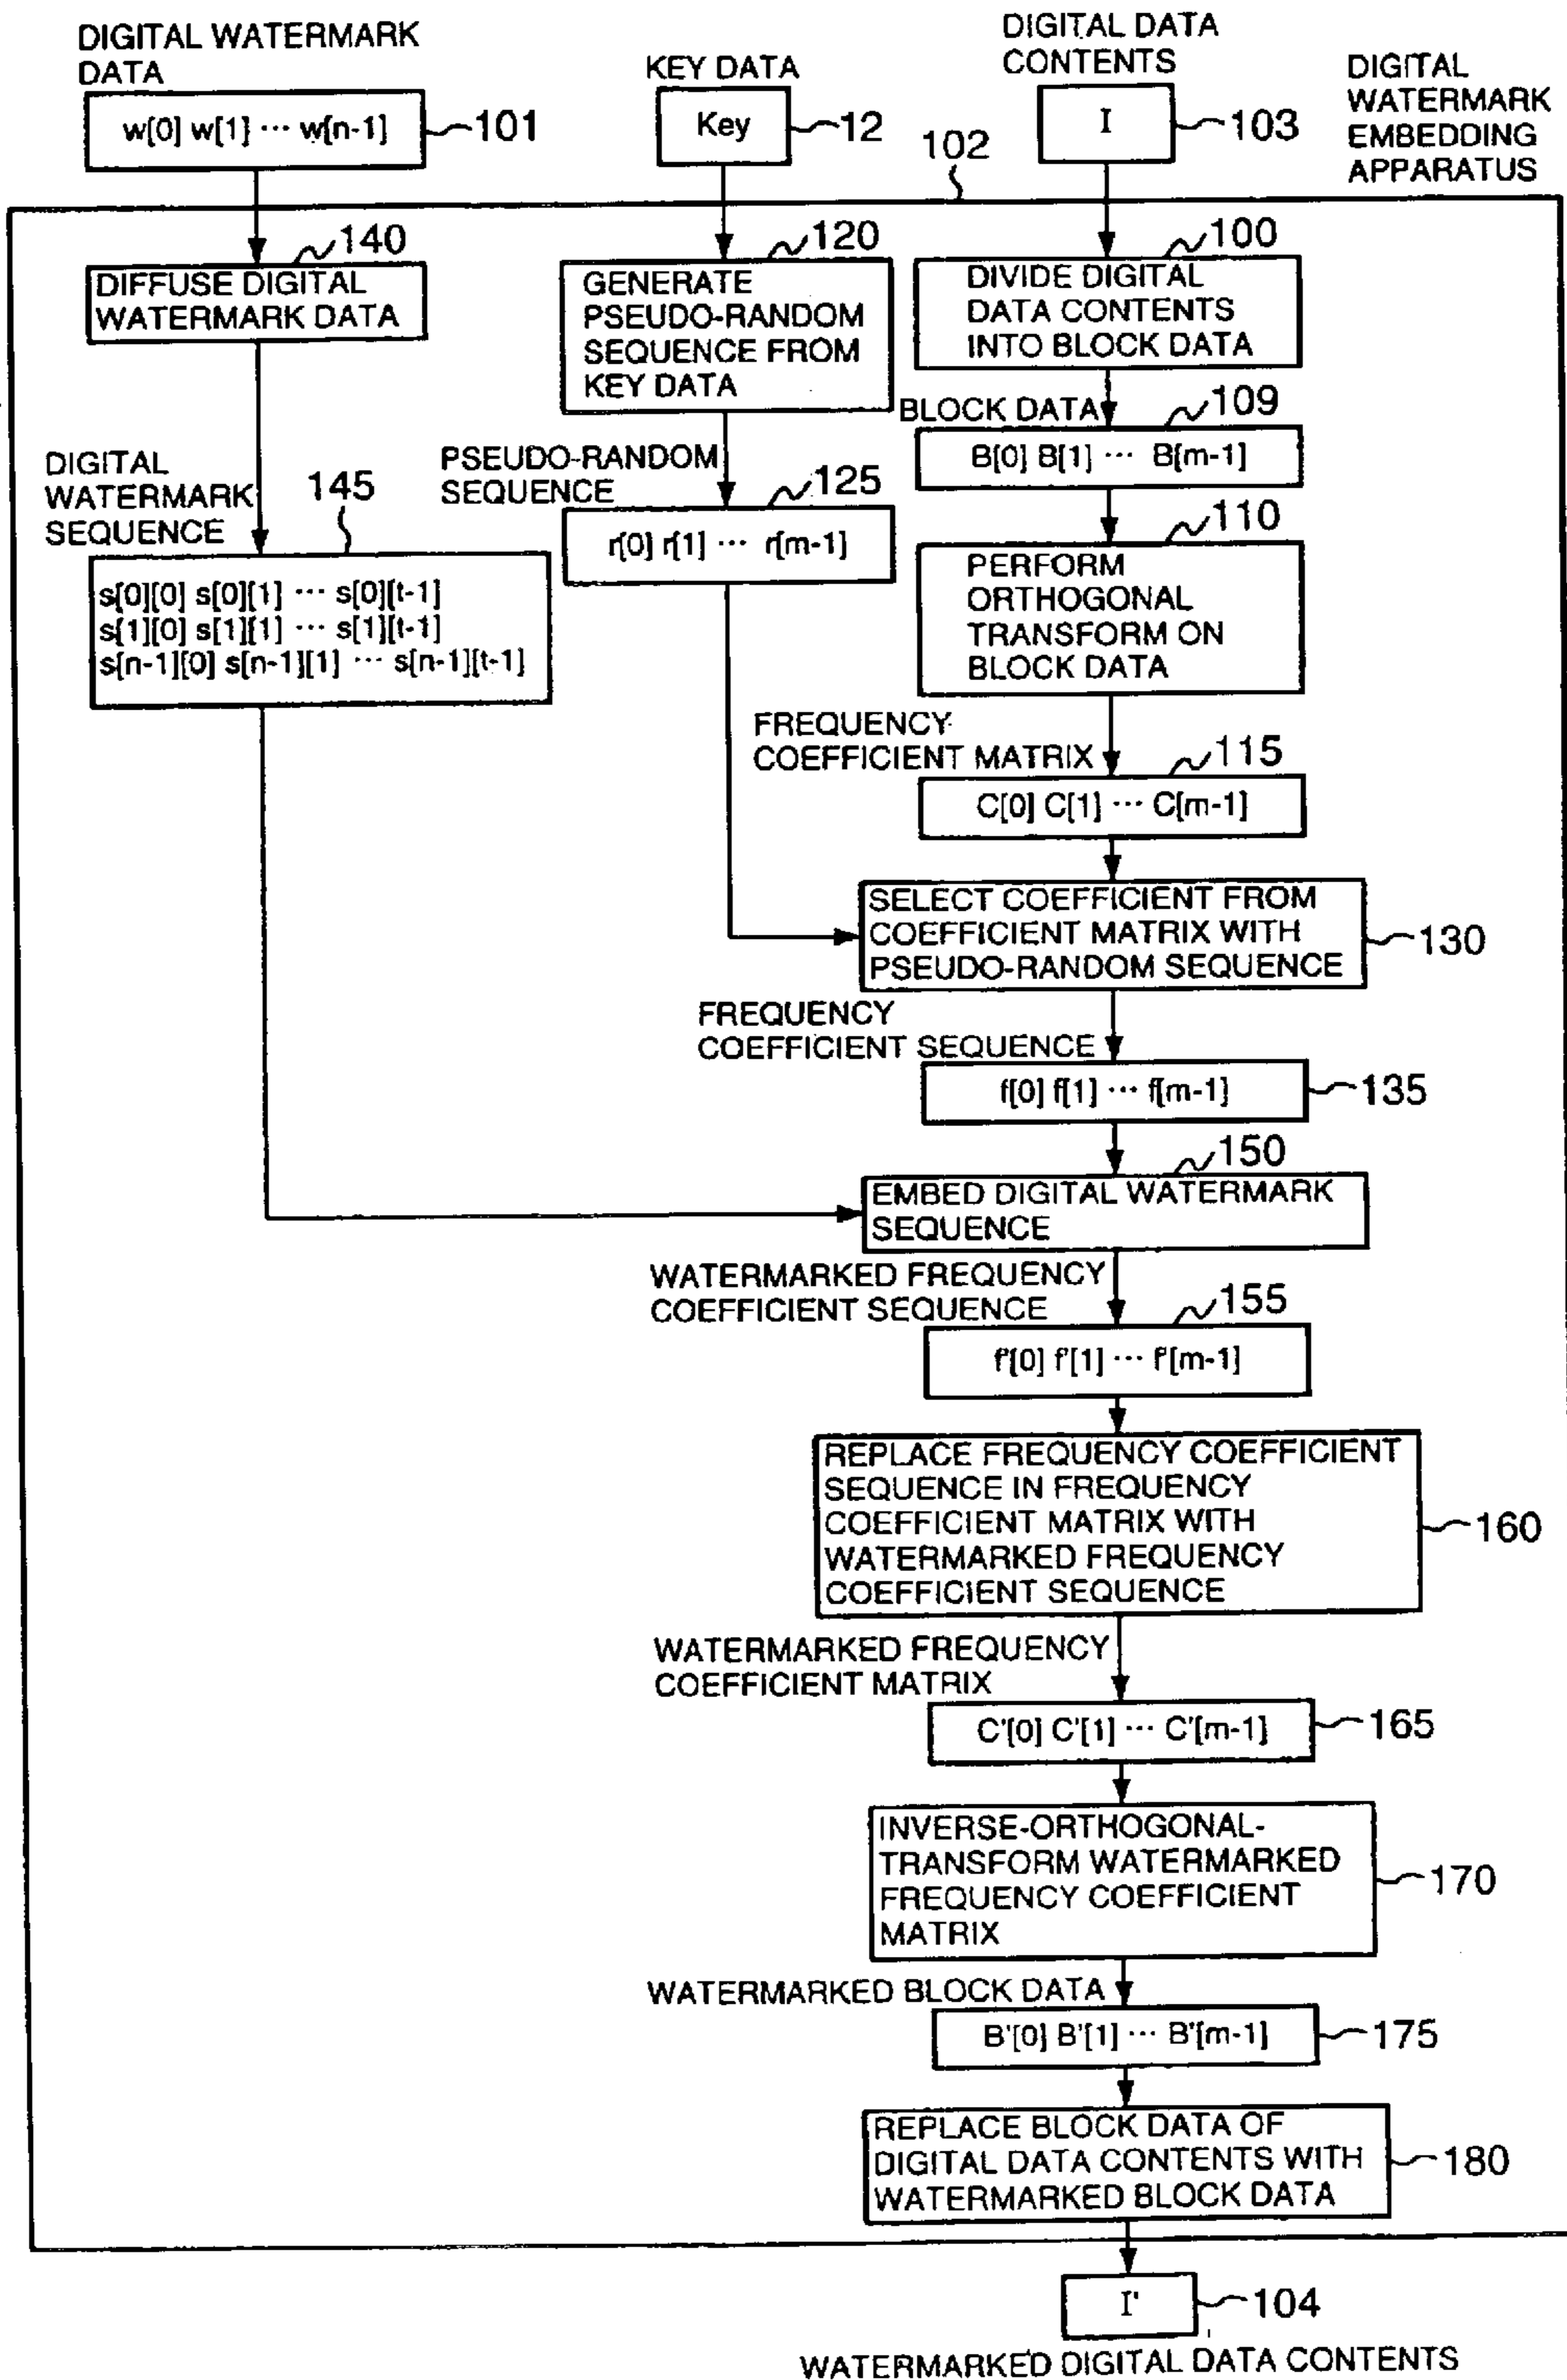 DIGITAL WATERMARK
DATA
w[0] w[1] ··· w[n-1]
101
KEY DATA
Key
12
DIGITAL DATA
CONTENTS
I
103
DIGITAL
WATERMARK
EMBEDDING
APPARATUS
102
140
DIFFUSE DIGITAL
WATERMARK DATA
120
GENERATE
PSEUDO-RANDOM
SEQUENCE FROM
KEY DATA
100
DIVIDE DIGITAL
DATA CONTENTS
INTO BLOCK DATA
BLOCK DATA
109
B[0] B[1] ··· B[m-1]
DIGITAL
WATERMARK
SEQUENCE
145
s[0][0] s[0][1] ··· s[0][t-1]
s[1][0] s[1][1] ··· s[1][t-1]
s[n-1][0] s[n-1][1] ··· s[n-1][t-1]
PSEUDO-RANDOM
SEQUENCE
125
r[0] r[1] ··· r[m-1]
110
PERFORM
ORTHOGONAL
TRANSFORM ON
BLOCK DATA
FREQUENCY
COEFFICIENT MATRIX
115
C[0] C[1] ··· C[m-1]
SELECT COEFFICIENT FROM
COEFFICIENT MATRIX WITH
PSEUDO-RANDOM SEQUENCE
130
FREQUENCY
COEFFICIENT SEQUENCE
f[0] f[1] ··· f[m-1]
135
150
EMBED DIGITAL WATERMARK
SEQUENCE
WATERMARKED FREQUENCY
COEFFICIENT SEQUENCE
155
f'[0] f'[1] ··· f'[m-1]
REPLACE FREQUENCY COEFFICIENT
SEQUENCE IN FREQUENCY
COEFFICIENT MATRIX WITH
WATERMARKED FREQUENCY
COEFFICIENT SEQUENCE
160
WATERMARKED FREQUENCY
COEFFICIENT MATRIX
C'[0] C'[1] ··· C'[m-1]
165
INVERSE-ORTHOGONAL-
TRANSFORM WATERMARKED
FREQUENCY COEFFICIENT
MATRIX
170
WATERMARKED BLOCK DATA
B'[0] B'[1] ··· B'[m-1]
175
REPLACE BLOCK DATA OF
DIGITAL DATA CONTENTS WITH
WATERMARKED BLOCK DATA
180
I'
104
WATERMARKED DIGITAL DATA CONTENTS